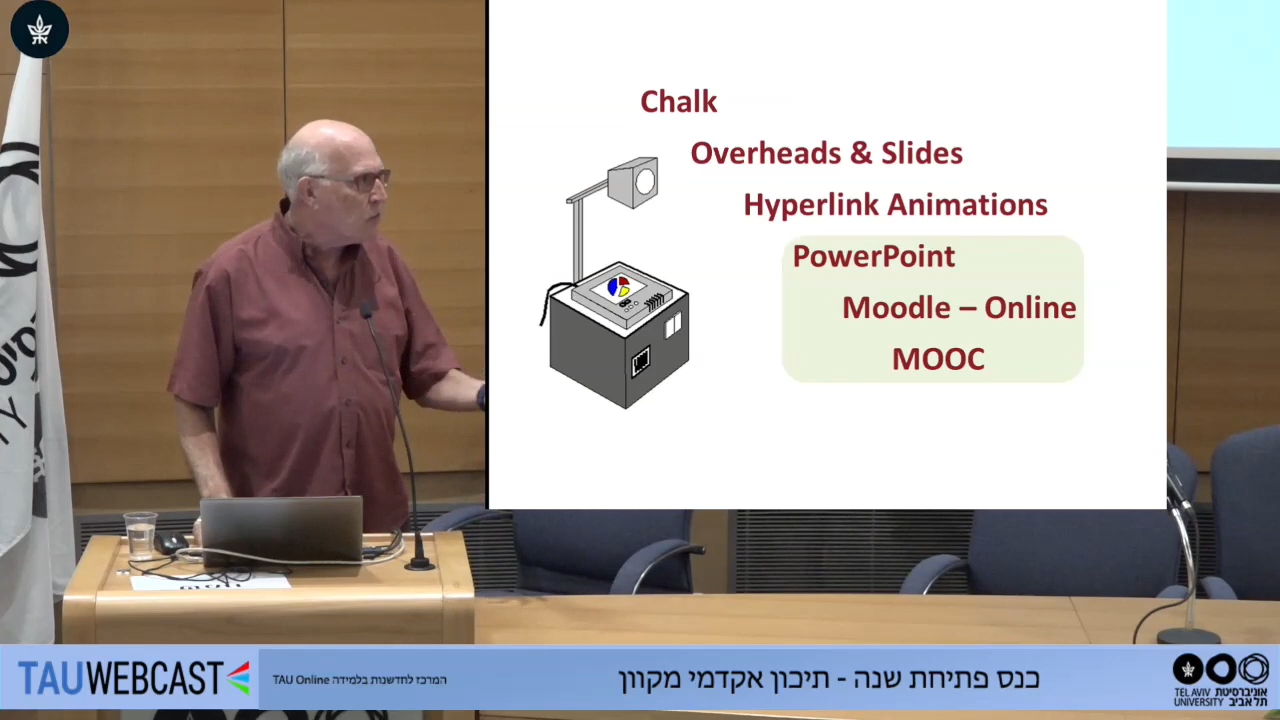 Chalk
Overheads & Slides
Hyperlink Animations
PowerPoint
Moodle – Online
MOOC
TAUWEBCAST
המרכז לחדשנות בלמידה TAU Online
כנס פתיחת שנה - תיכון אקדמי מקוון
TEL AVIV אוניברסיטת
UNIVERSITY תל אביב